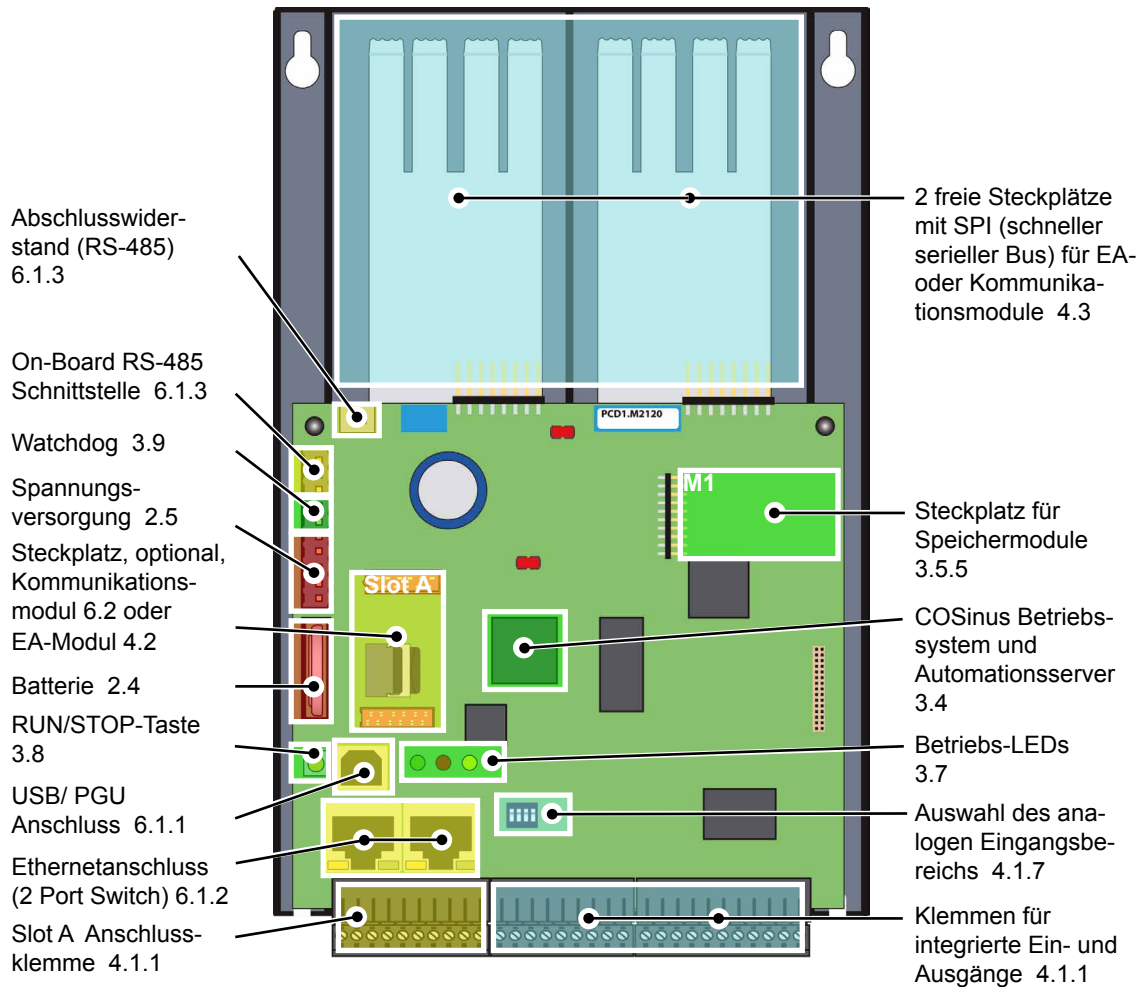 Abschlusswider-
stand (RS-485)
6.1.3
On-Board RS-485
Schnittstelle 6.1.3
Watchdog 3.9
Spannungs-
versorgung 2.5
Steckplatz, optional,
Kommunikations-
modul 6.2 oder
EA-Modul 4.2
Batterie 2.4
RUN/STOP-Taste
3.8
USB/ PGU
Anschluss 6.1.1
Ethernetanschluss
(2 Port Switch) 6.1.2
Slot A Anschluss-
klemme 4.1.1
PCD1.M2120
M1
Slot A
2 freie Steckplätze
mit SPI (schneller
serieller Bus) für EA-
oder Kommunika-
tionsmodule 4.3
Steckplatz für
Speichermodule
3.5.5
COSinus Betriebs-
system und
Automationsserver
3.4
Betriebs-LEDs
3.7
Auswahl des ana-
logen Eingangsbe-
reichs 4.1.7
Klemmen für
integrierte Ein- und
Ausgänge 4.1.1